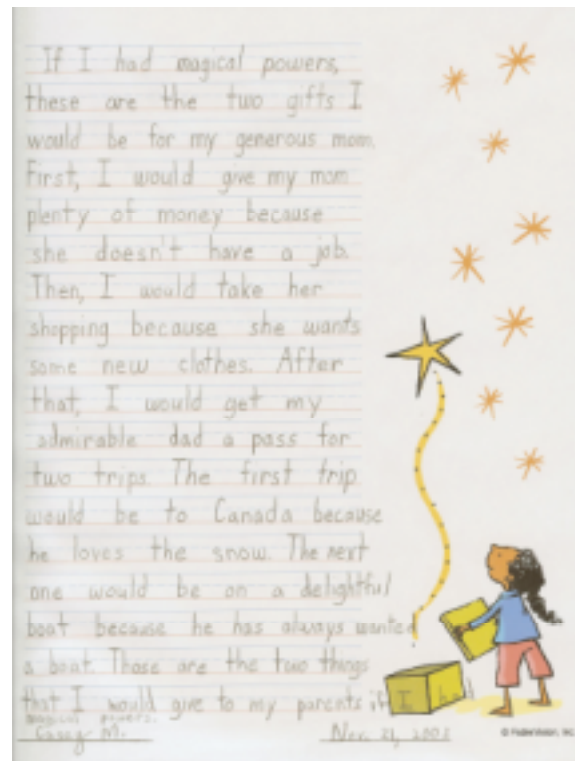 If I had magical powers,
these are the two gifts I
would be for my generous mom.
First, I would give my mom
plenty of money because
she doesn't have a job.
Then, I would take her
shopping because she wants
some new clothes. After
that, I would get my
admirable dad a pass for
two trips. The first trip
would be to Canada because
he loves the snow. The next
one would be on a delightful
boat because he has always wanted
a boat. Those are the two things
that I would give to my parents if I had
magical powers.
Casey M. Nov. 21, 2003